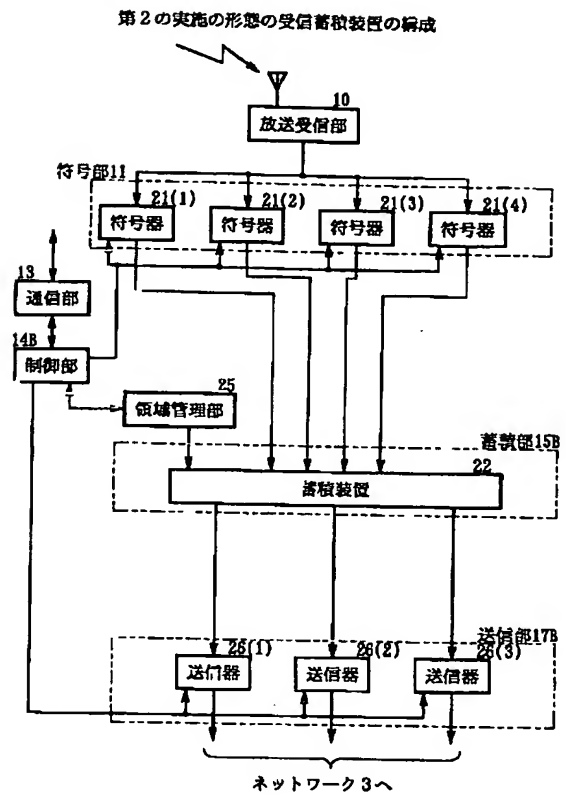 第２の実施の形態の受信蓄積装置の構成
10
放送受信部
符号部11
21(1)
符号器
21(2)
符号器
21(3)
符号器
21(4)
符号器
13
通信部
14B
制御部
25
領域管理部
蓄積部15B
22
蓄積装置
送信部17B
26(1)
送信器
26(2)
送信器
26(3)
送信器
ネットワーク３へ